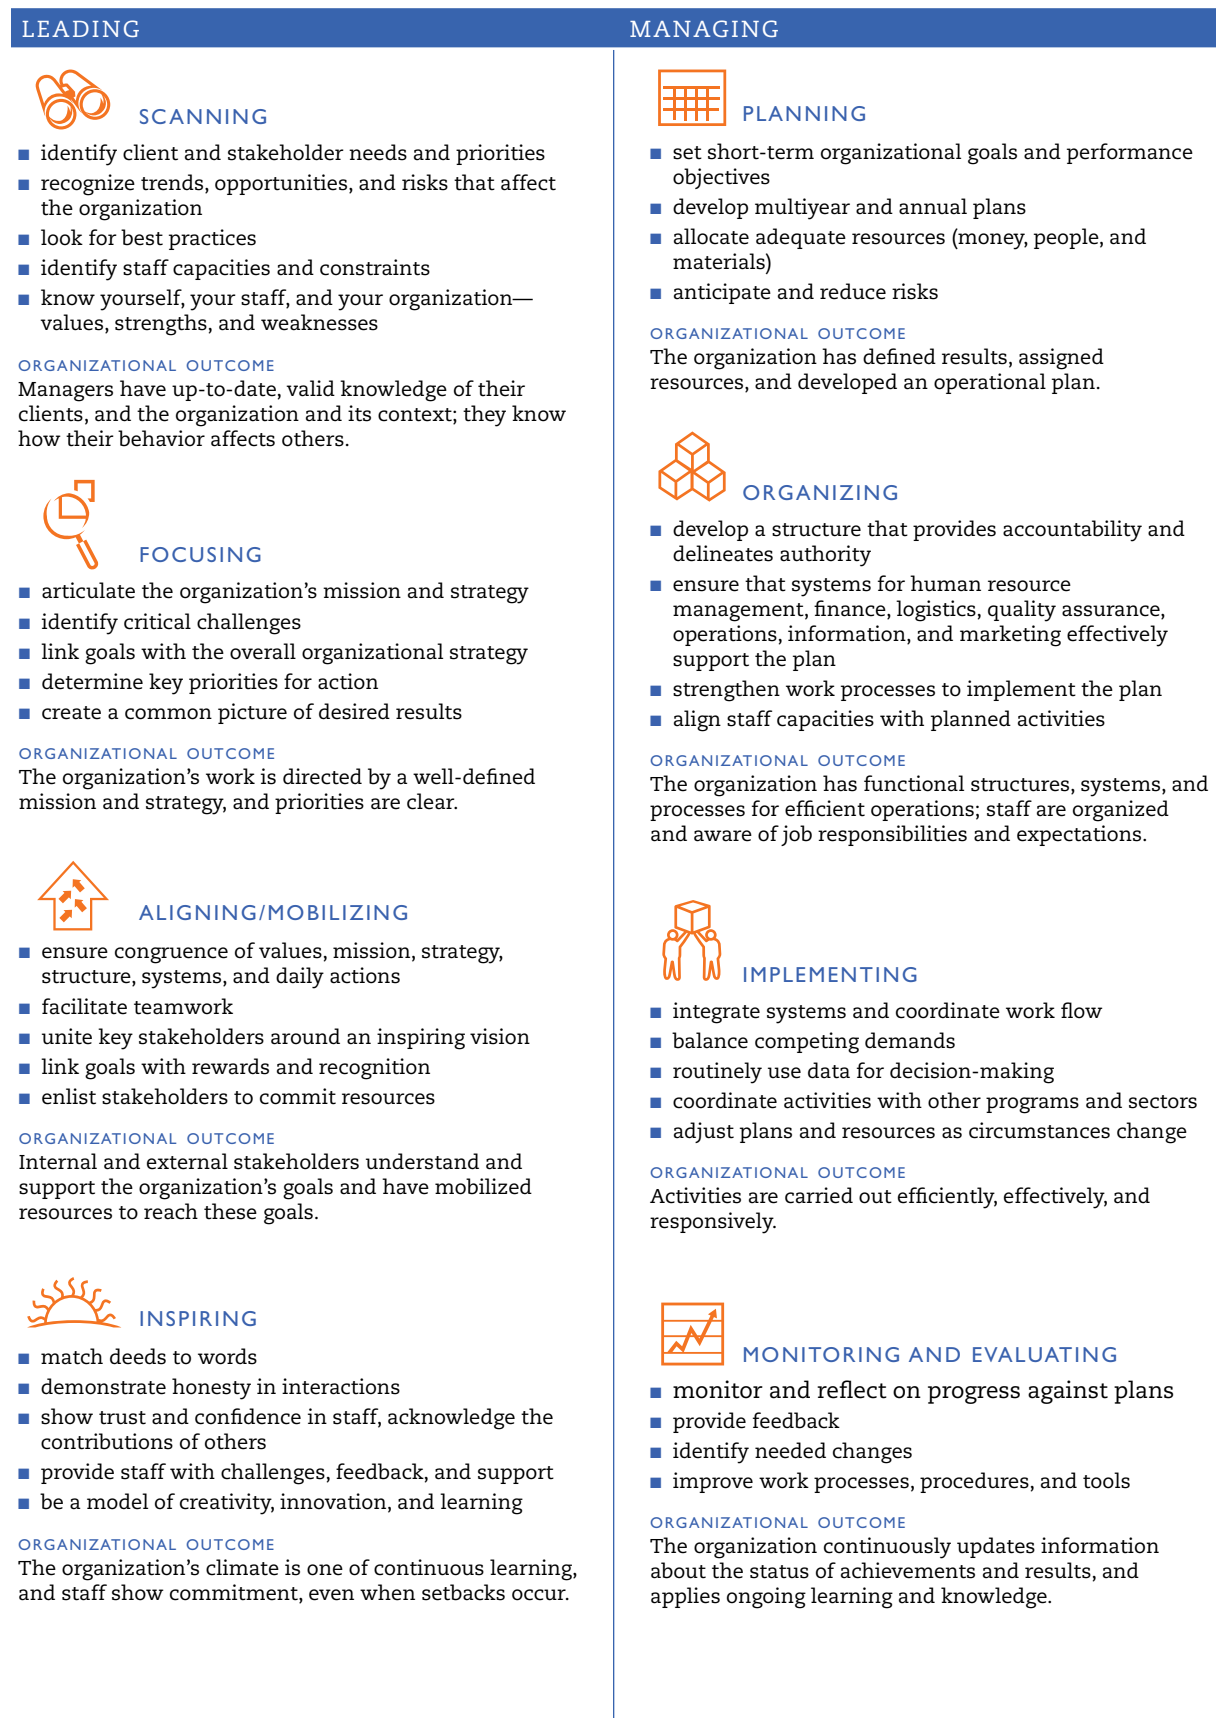 LEADING
SCANNING
■ identify client and stakeholder needs and priorities
■ recognize trends, opportunities, and risks that affect
the organization
■ look for best practices
■ identify staff capacities and constraints
■ know yourself, your staff, and your organization—
values, strengths, and weaknesses
ORGANIZATIONAL OUTCOME
Managers have up-to-date, valid knowledge of their
clients, and the organization and its context; they know
how their behavior affects others.
FOCUSING
■ articulate the organization’s mission and strategy
■ identify critical challenges
■ link goals with the overall organizational strategy
■ determine key priorities for action
■ create a common picture of desired results
ORGANIZATIONAL OUTCOME
The organization’s work is directed by a well-defined
mission and strategy, and priorities are clear.
ALIGNING/MOBILIZING
■ ensure congruence of values, mission, strategy,
structure, systems, and daily actions
■ facilitate teamwork
■ unite key stakeholders around an inspiring vision
■ link goals with rewards and recognition
■ enlist stakeholders to commit resources
ORGANIZATIONAL OUTCOME
Internal and external stakeholders understand and
support the organization’s goals and have mobilized
resources to reach these goals.
INSPIRING
■ match deeds to words
■ demonstrate honesty in interactions
■ show trust and confidence in staff, acknowledge the
contributions of others
■ provide staff with challenges, feedback, and support
■ be a model of creativity, innovation, and learning
ORGANIZATIONAL OUTCOME
The organization’s climate is one of continuous learning,
and staff show commitment, even when setbacks occur.
MANAGING
PLANNING
■ set short-term organizational goals and performance
objectives
■ develop multiyear and annual plans
■ allocate adequate resources (money, people, and
materials)
■ anticipate and reduce risks
ORGANIZATIONAL OUTCOME
The organization has defined results, assigned
resources, and developed an operational plan.
ORGANIZING
■ develop a structure that provides accountability and
delineates authority
■ ensure that systems for human resource
management, finance, logistics, quality assurance,
operations, information, and marketing effectively
support the plan
■ strengthen work processes to implement the plan
■ align staff capacities with planned activities
ORGANIZATIONAL OUTCOME
The organization has functional structures, systems, and
processes for efficient operations; staff are organized
and aware of job responsibilities and expectations.
IMPLEMENTING
■ integrate systems and coordinate work flow
■ balance competing demands
■ routinely use data for decision-making
■ coordinate activities with other programs and sectors
■ adjust plans and resources as circumstances change
ORGANIZATIONAL OUTCOME
Activities are carried out efficiently, effectively, and
responsively.
MONITORING AND EVALUATING
■ monitor and reflect on progress against plans
■ provide feedback
■ identify needed changes
■ improve work processes, procedures, and tools
ORGANIZATIONAL OUTCOME
The organization continuously updates information
about the status of achievements and results, and
applies ongoing learning and knowledge.